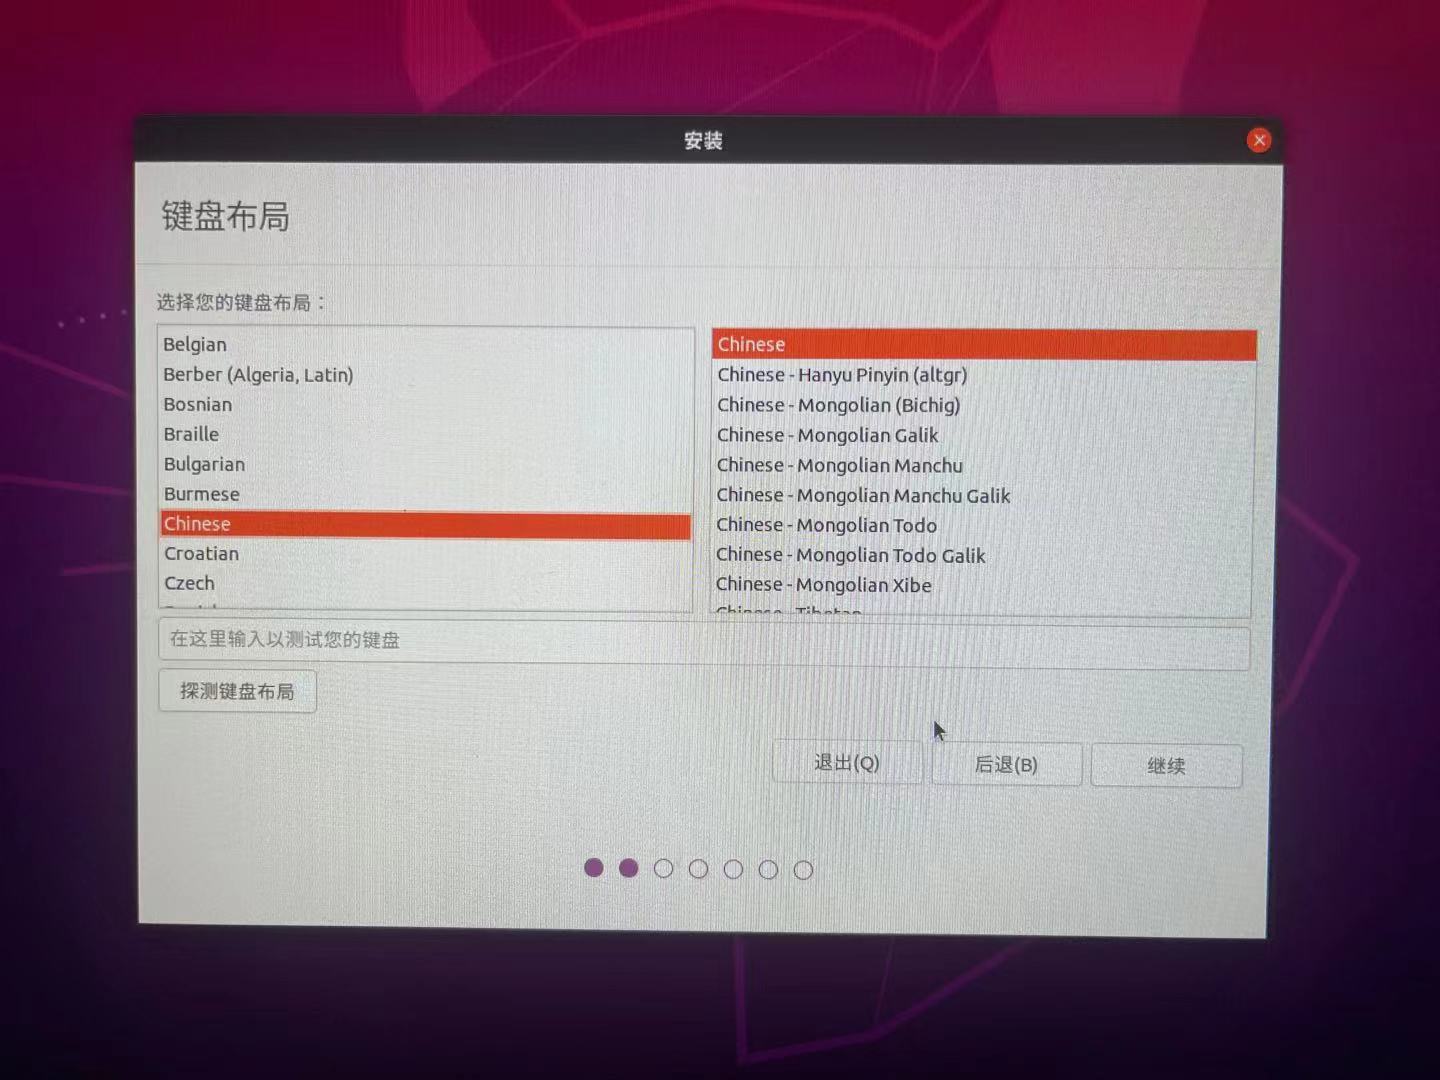 安装
键盘布局
选择您的键盘布局：
Belgian
Berber (Algeria, Latin)
Bosnian
Braille
Bulgarian
Burmese
Chinese
Croatian
Czech
Chinese
Chinese - Hanyu Pinyin (altgr)
Chinese - Mongolian (Bichig)
Chinese - Mongolian Galik
Chinese - Mongolian Manchu
Chinese - Mongolian Manchu Galik
Chinese - Mongolian Todo
Chinese - Mongolian Todo Galik
Chinese - Mongolian Xibe
Chinese - Tibetan
在这里输入以测试您的键盘
探测键盘布局
退出(Q)
后退(B)
继续